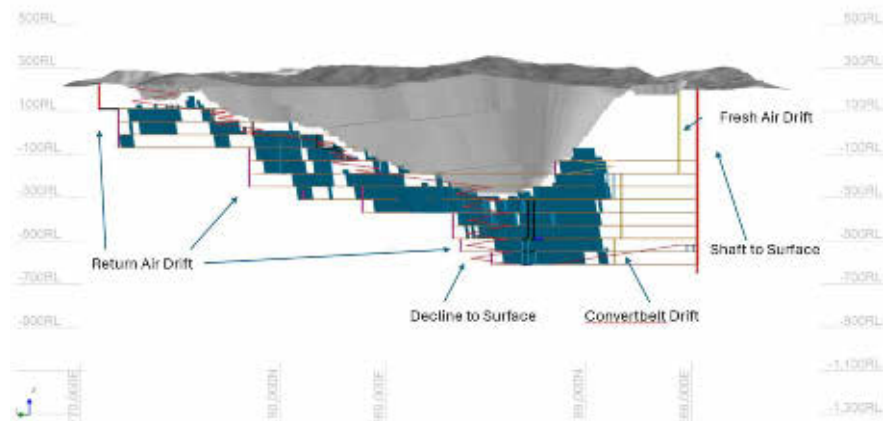 500RL
500RL
300RL
300RL
100RL
100RL
Fresh Air Drift
-100RL
-100RL
-300RL
-300RL
Shaft to Surface
-500RL
-500RL
Return Air Drift
-700RL
-700RL
Decline to Surface
Convertbelt Drift
-900RL
-900RL
-1,100RL
-1,300RL